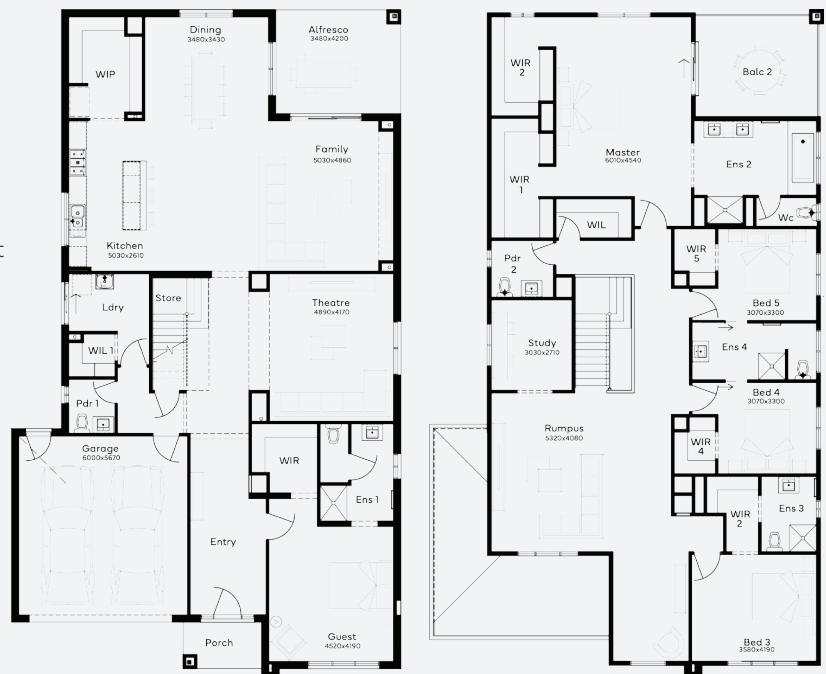 Dining
3480x3430
Alfresco
3480x4200
WIP
Family
5030x4860
Kitchen
5030x2610
Ldry
Store
Theatre
4890x4170
WIL 1
Pdr 1
Garage
6000x5670
WIR
Ens 1
Entry
Guest
4520x4190
Porch
WIR
2
Balc 2
Master
6010x4540
Ens 2
WIR
1
WIL
Wc
Pdr
2
WIR
5
Bed 5
3070x3300
Study
3030x2710
Ens 4
Bed 4
3070x3300
Rumpus
5320x4080
WIR
4
WIR
2
Ens 3
Bed 3
3580x4190